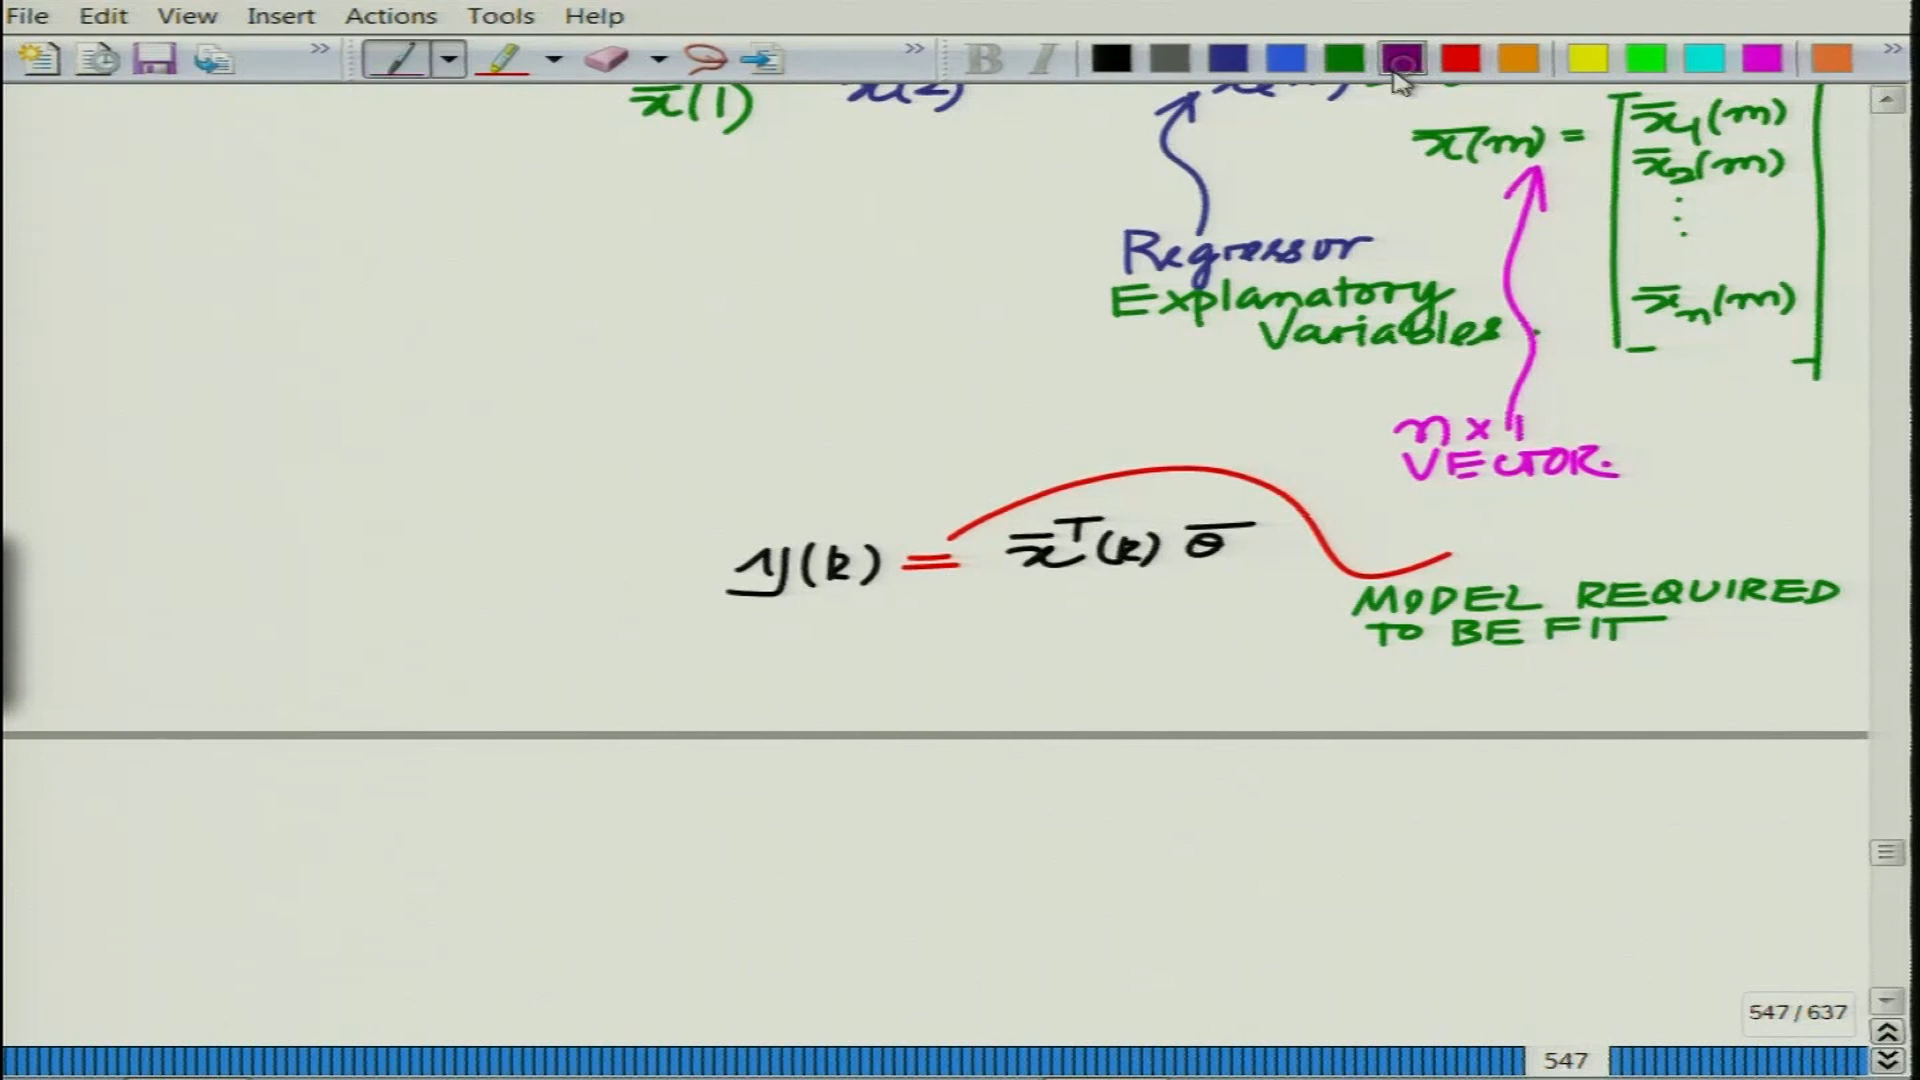 File Edit View Insert Actions Tools Help
B I
x̄(1) x(2)
x̄(m) = x̄₁(m)
x̄₂(m)
⋮
x̄ₙ(m)
Regressor
Explanatory
Variables.
n × 1
VECTOR.
y(k) = x̄ᵀ(k) θ̄
MODEL REQUIRED
TO BE FIT
547 / 637
547